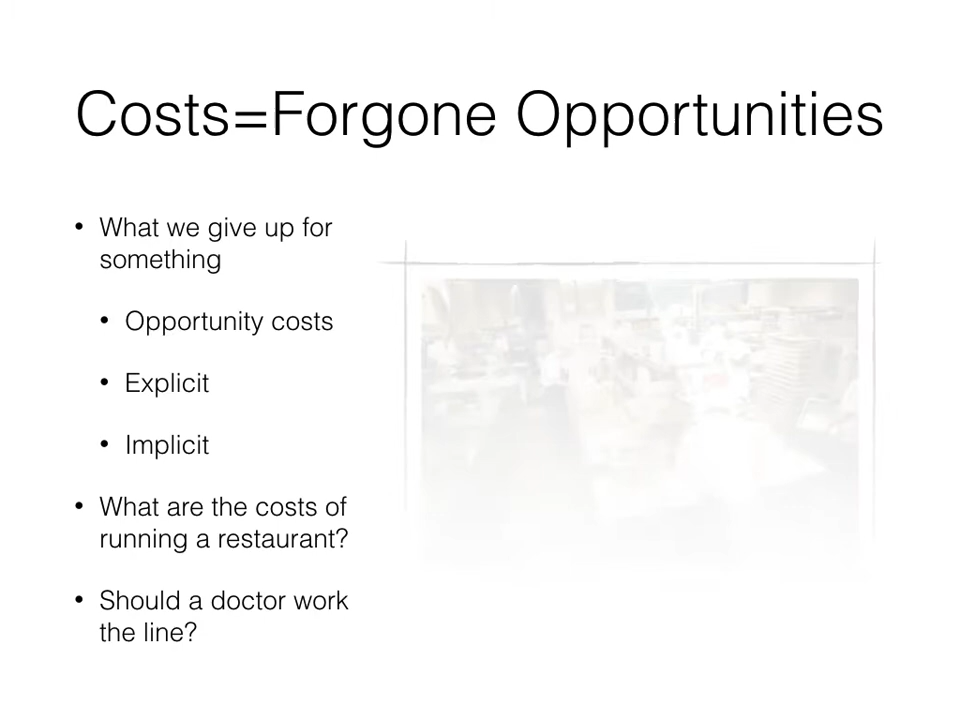 Costs=Forgone Opportunities
• What we give up for
something
• Opportunity costs
• Explicit
• Implicit
• What are the costs of
running a restaurant?
• Should a doctor work
the line?